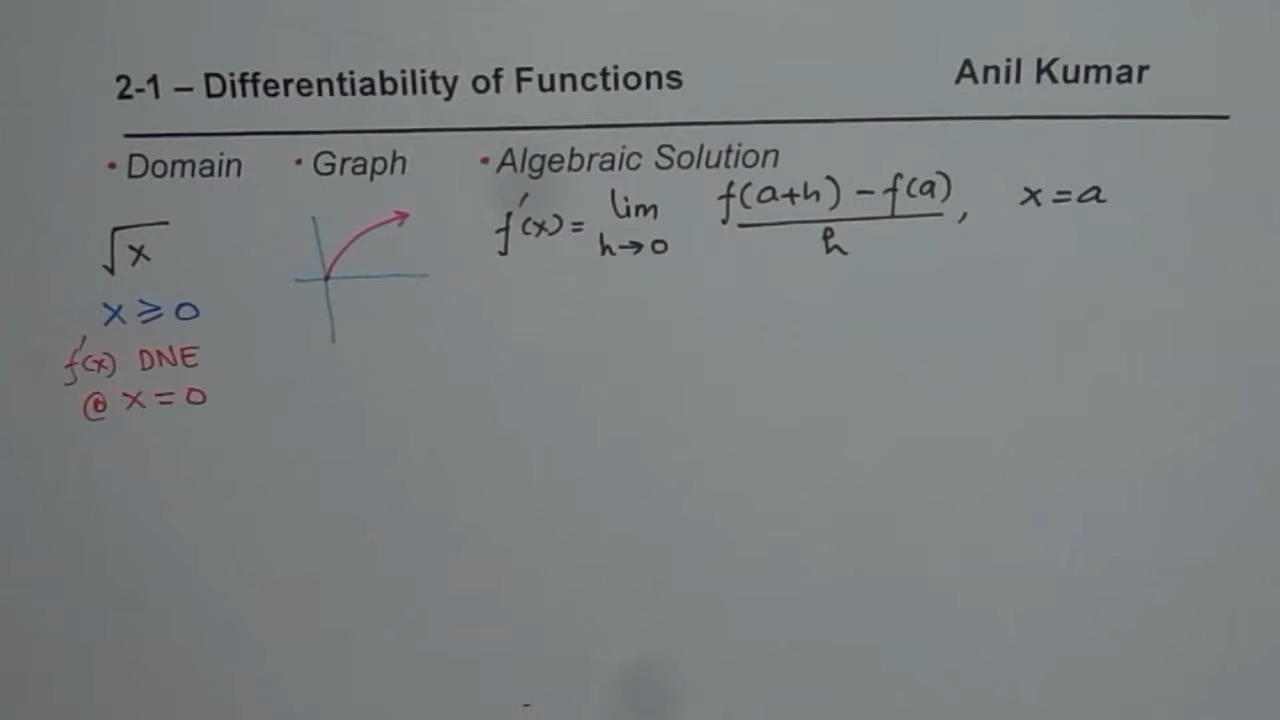 2-1 – Differentiability of Functions Anil Kumar
• Domain • Graph • Algebraic Solution
f'(x) = lim h→0 f(a+h) – f(a) / h , x = a
√x
x ≥ 0
f'(x) DNE
@ x = 0